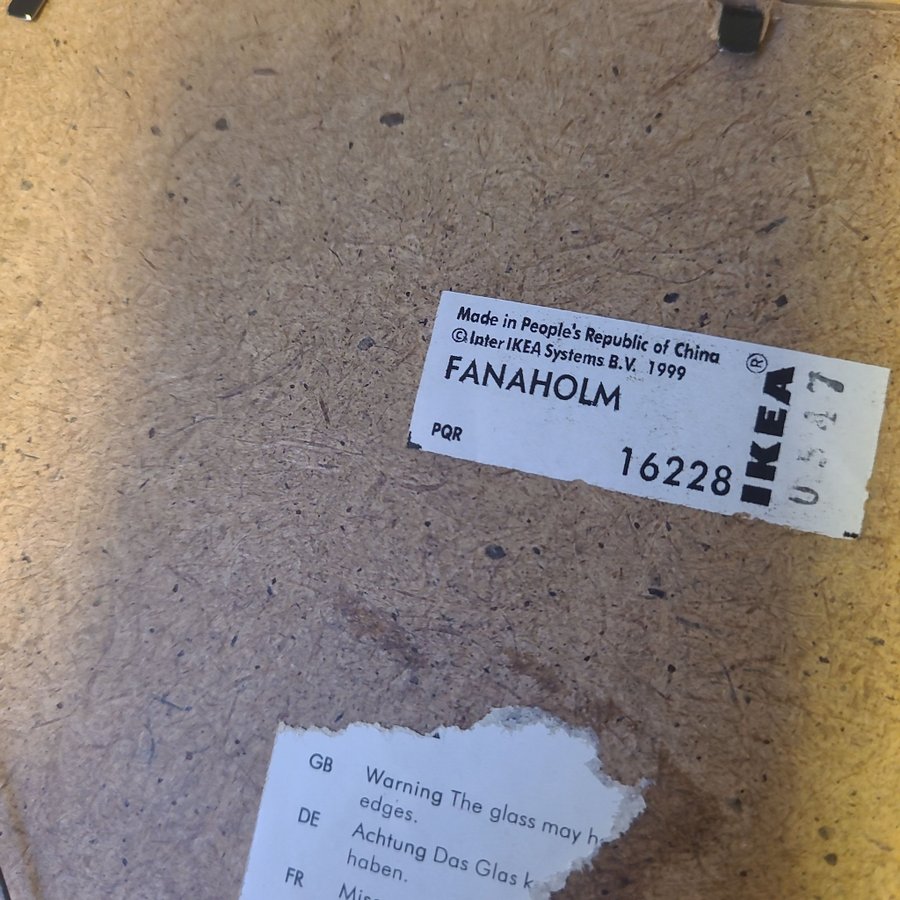 Made in People's Republic of China
© Inter IKEA Systems B.V. 1999
FANAHOLM
PQR
16228
IKEA®
U 547
GB Warning The glass may
edges.
DE Achtung Das Glas
haben.
FR